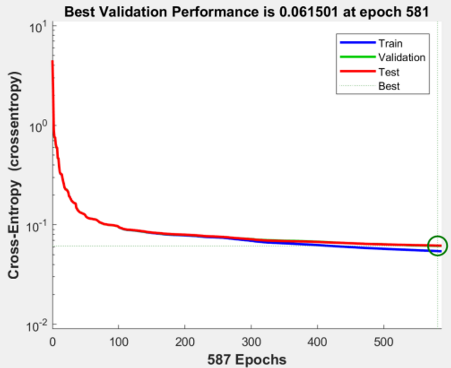 Best Validation Performance is 0.061501 at epoch 581
10^1
10^0
10^-1
10^-2
Cross-Entropy (crossentropy)
Train
Validation
Test
Best
0 100 200 300 400 500
587 Epochs